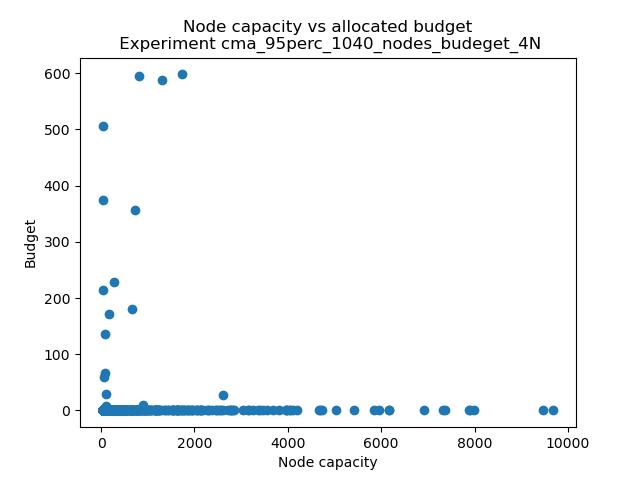 Node capacity vs allocated budget
Experiment cma_95perc_1040_nodes_budeget_4N
600
500
400
300
200
100
0
Budget
0 2000 4000 6000 8000 10000
Node capacity